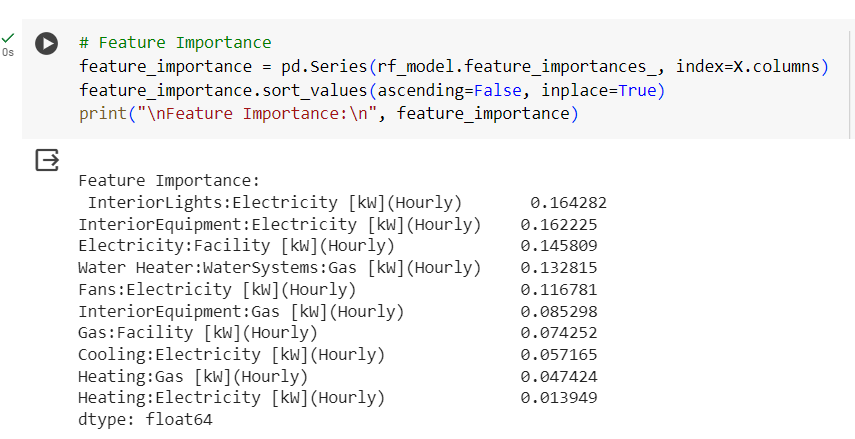 # Feature Importance
0s
feature_importance = pd.Series(rf_model.feature_importances_, index=X.columns)
feature_importance.sort_values(ascending=False, inplace=True)
print("\nFeature Importance:\n", feature_importance)
Feature Importance:
InteriorLights:Electricity [kW](Hourly) 0.164282
InteriorEquipment:Electricity [kW](Hourly) 0.162225
Electricity:Facility [kW](Hourly) 0.145809
Water Heater:WaterSystems:Gas [kW](Hourly) 0.132815
Fans:Electricity [kW](Hourly) 0.116781
InteriorEquipment:Gas [kW](Hourly) 0.085298
Gas:Facility [kW](Hourly) 0.074252
Cooling:Electricity [kW](Hourly) 0.057165
Heating:Gas [kW](Hourly) 0.047424
Heating:Electricity [kW](Hourly) 0.013949
dtype: float64